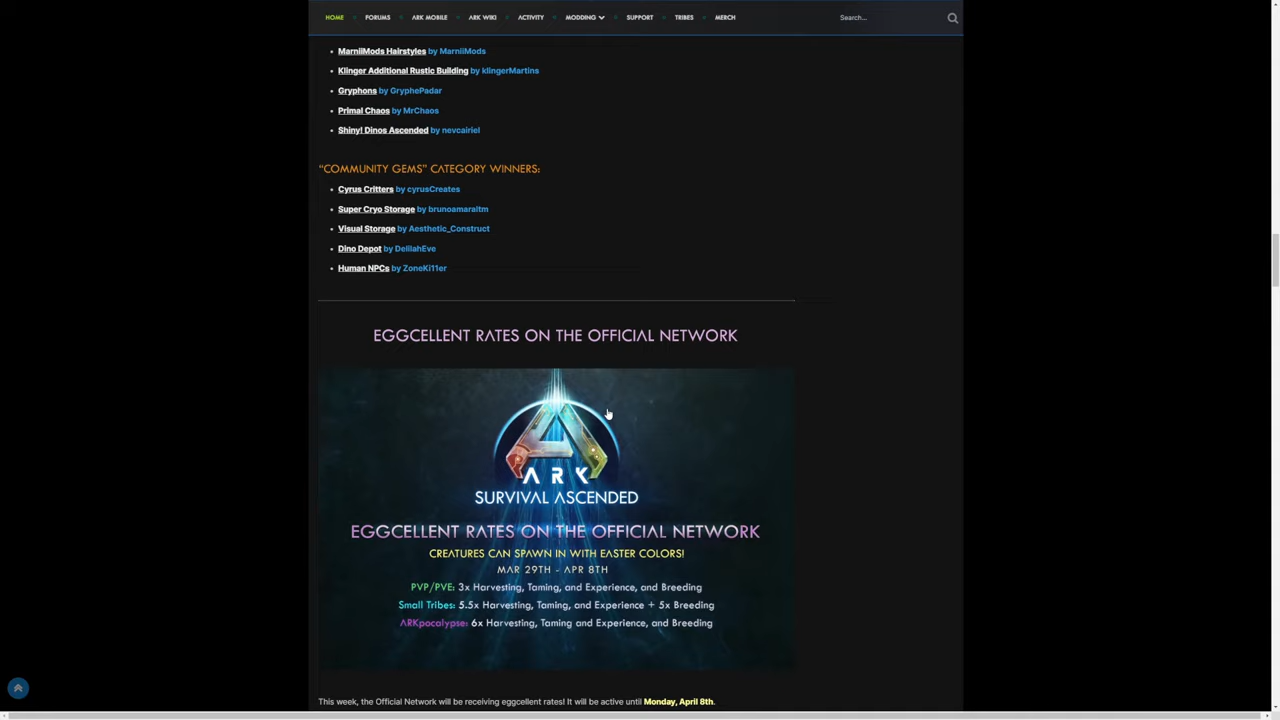 HOME FORUMS ARK MOBILE ARK WIKI ACTIVITY MODDING SUPPORT TRIBES MERCH Search...
MarniiMods Hairstyles by MarniiMods
Klinger Additional Rustic Building by klingerMartins
Gryphons by GryphePadar
Primal Chaos by MrChaos
Shiny! Dinos Ascended by nevcairiel
“COMMUNITY GEMS” CATEGORY WINNERS:
Cyrus Critters by cyrusCreates
Super Cryo Storage by brunoamaraltm
Visual Storage by Aesthetic_Construct
Dino Depot by DelilahEve
Human NPCs by ZoneKi11er
EGGCELLENT RATES ON THE OFFICIAL NETWORK
ARK
SURVIVAL ASCENDED
EGGCELLENT RATES ON THE OFFICIAL NETWORK
CREATURES CAN SPAWN IN WITH EASTER COLORS!
MAR 29TH - APR 8TH
PVP/PVE: 3x Harvesting, Taming, and Experience, and Breeding
Small Tribes: 5.5x Harvesting, Taming, and Experience + 5x Breeding
ARKpocalypse: 6x Harvesting, Taming and Experience, and Breeding
This week, the Official Network will be receiving eggcellent rates! It will be active until Monday, April 8th.